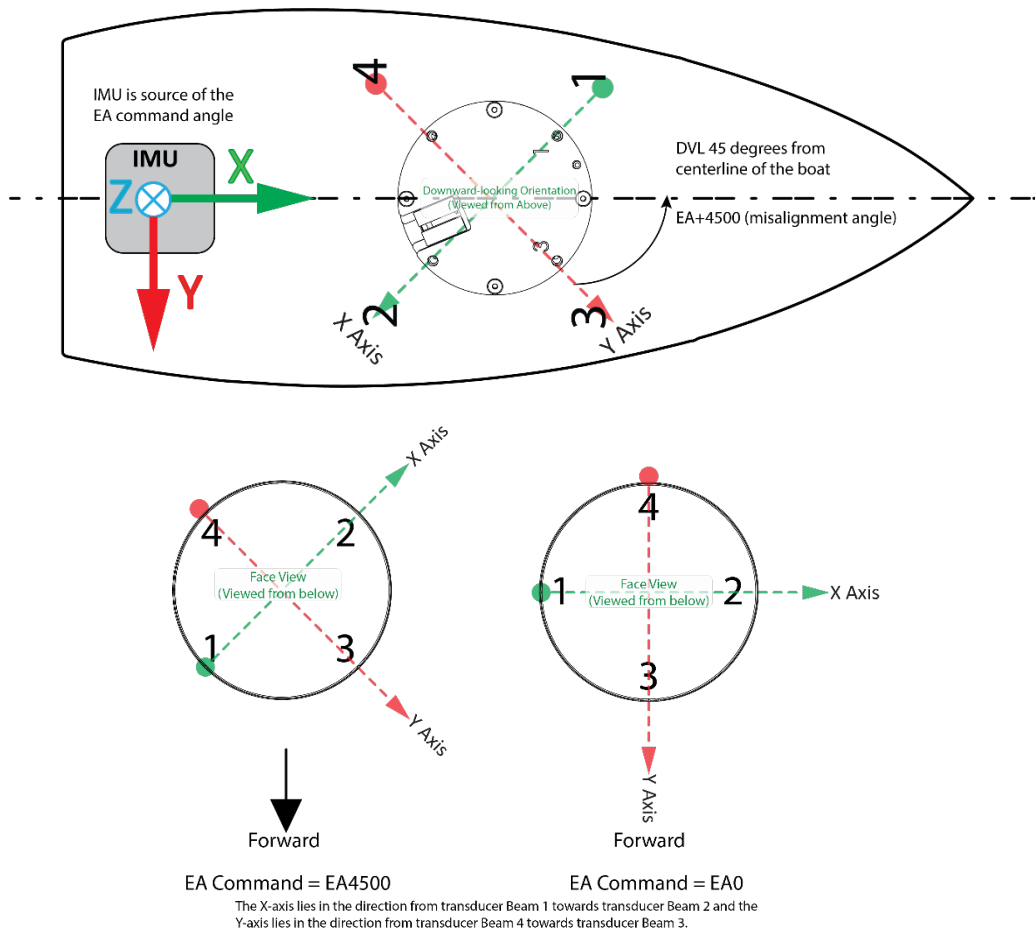 IMU is source of the
EA command angle
IMU
X
Z
Y
4
1
1
Downward-looking Orientation
(Viewed from Above)
3
2
X Axis
3
Y Axis
DVL 45 degrees from
centerline of the boat
EA+4500 (misalignment angle)
X Axis
4
2
Face View
(Viewed from below)
1
3
Y Axis
Forward
EA Command = EA4500
4
1
Face View
(Viewed from below)
2
X Axis
3
Y Axis
Forward
EA Command = EA0
The X-axis lies in the direction from transducer Beam 1 towards transducer Beam 2 and the
Y-axis lies in the direction from transducer Beam 4 towards transducer Beam 3.